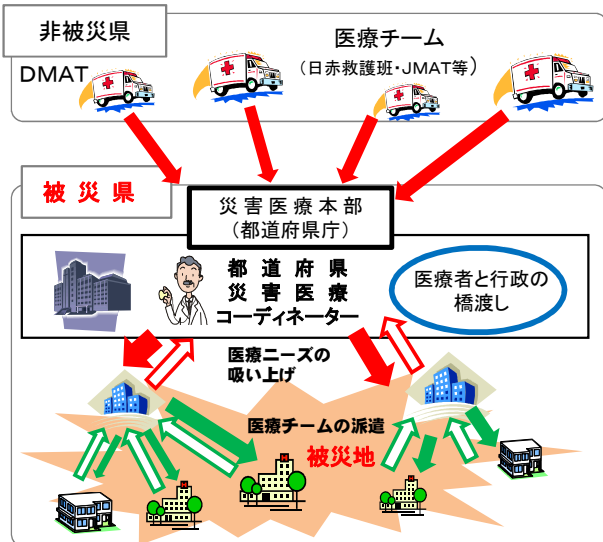 非被災県
医療チーム
DMAT
(日赤救護班・JMAT等)
被災県
災害医療本部
(都道府県庁)
都道府県
災害医療
コーディネーター
医療者と行政の
橋渡し
医療ニーズの
吸い上げ
医療チームの派遣
被災地